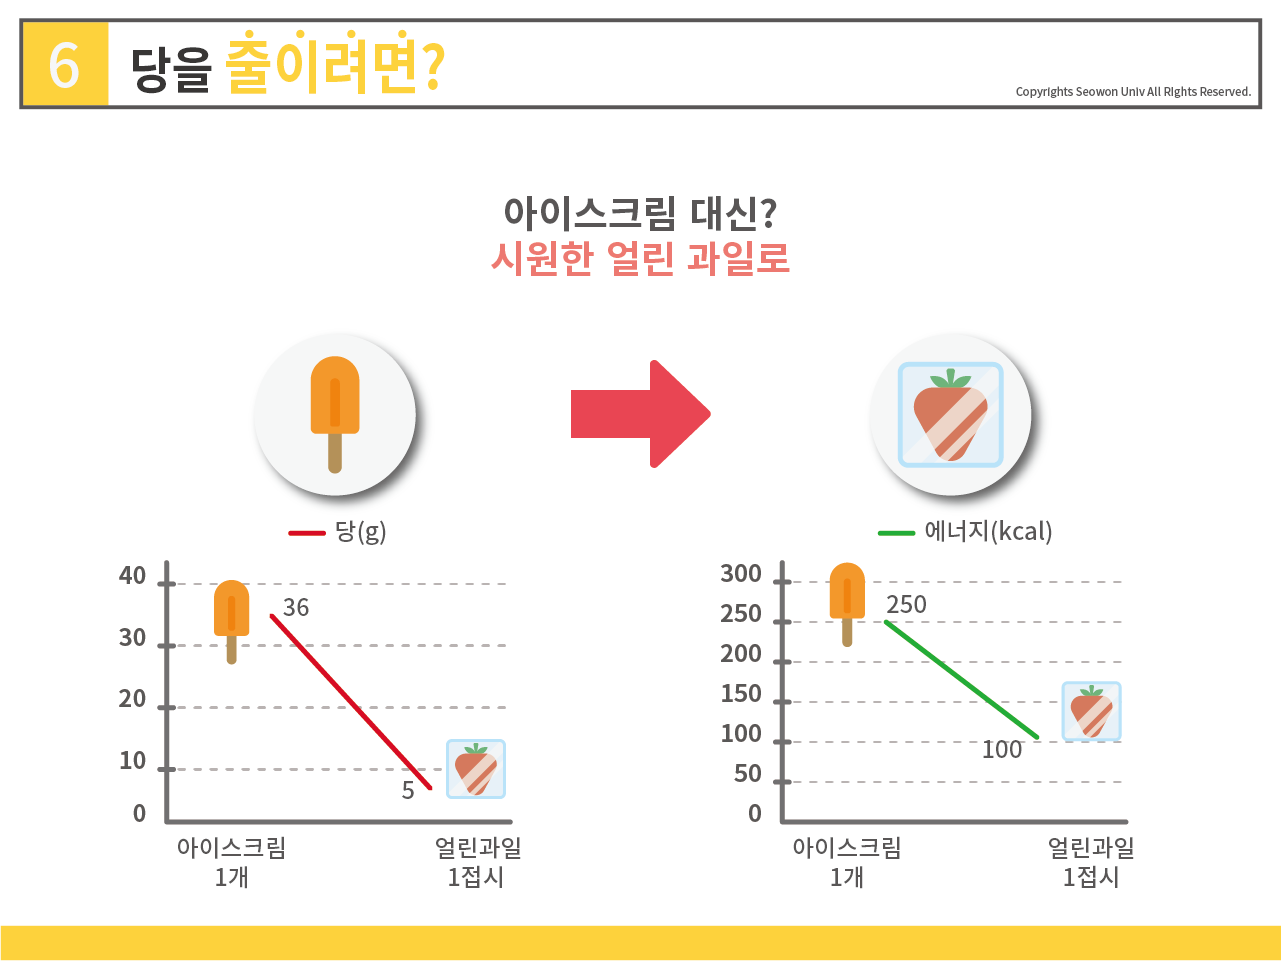 6
당을 줄이려면?
Copyrights Seowon Univ All Rights Reserved.
아이스크림 대신?
시원한 얼린 과일로
당(g)
40
30
20
10
0
36
5
아이스크림
1개
얼린과일
1접시
에너지(kcal)
300
250
200
150
100
50
0
250
100
아이스크림
1개
얼린과일
1접시